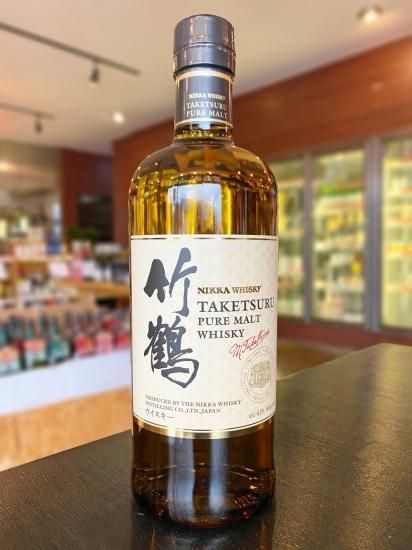 NIKKA WHISKY
TAKETSURU
PURE MALT
竹鶴
NIKKA WHISKY
TAKETSURU
PURE MALT
WHISKY
PRODUCED BY THE NIKKA WHISKY
DISTILLING CO.,LTD.,JAPAN
ウイスキー